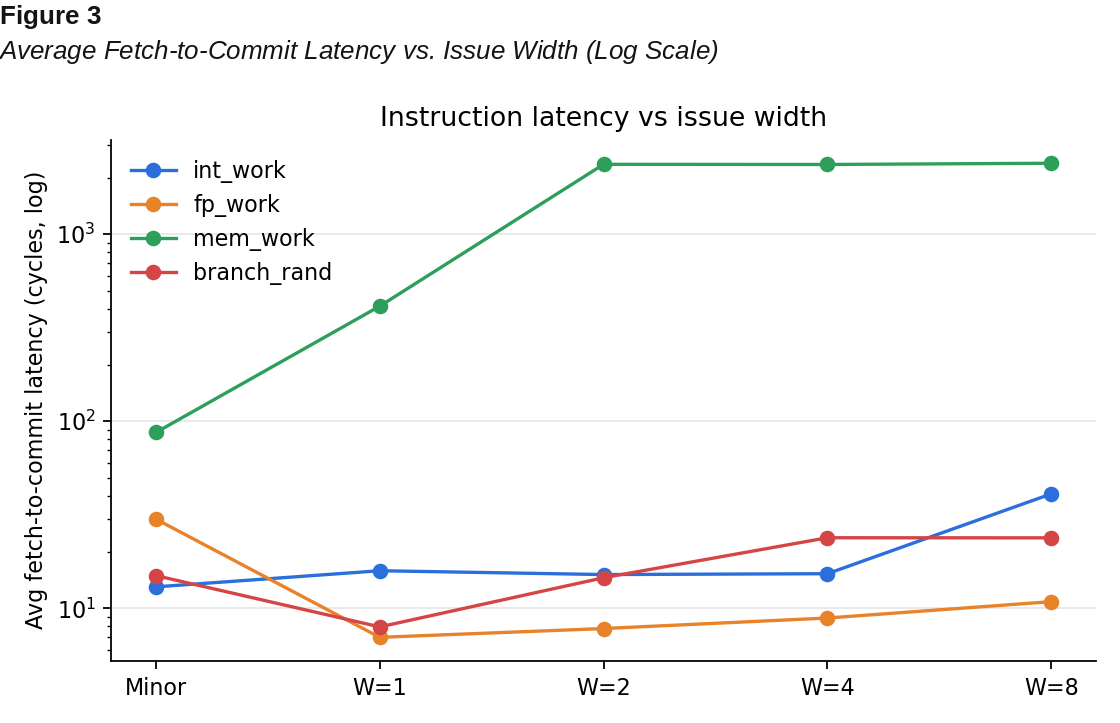 Figure 3
Average Fetch-to-Commit Latency vs. Issue Width (Log Scale)
Instruction latency vs issue width
int_work
fp_work
mem_work
branch_rand
Avg fetch-to-commit latency (cycles, log)
10³
10²
10¹
Minor W=1 W=2 W=4 W=8